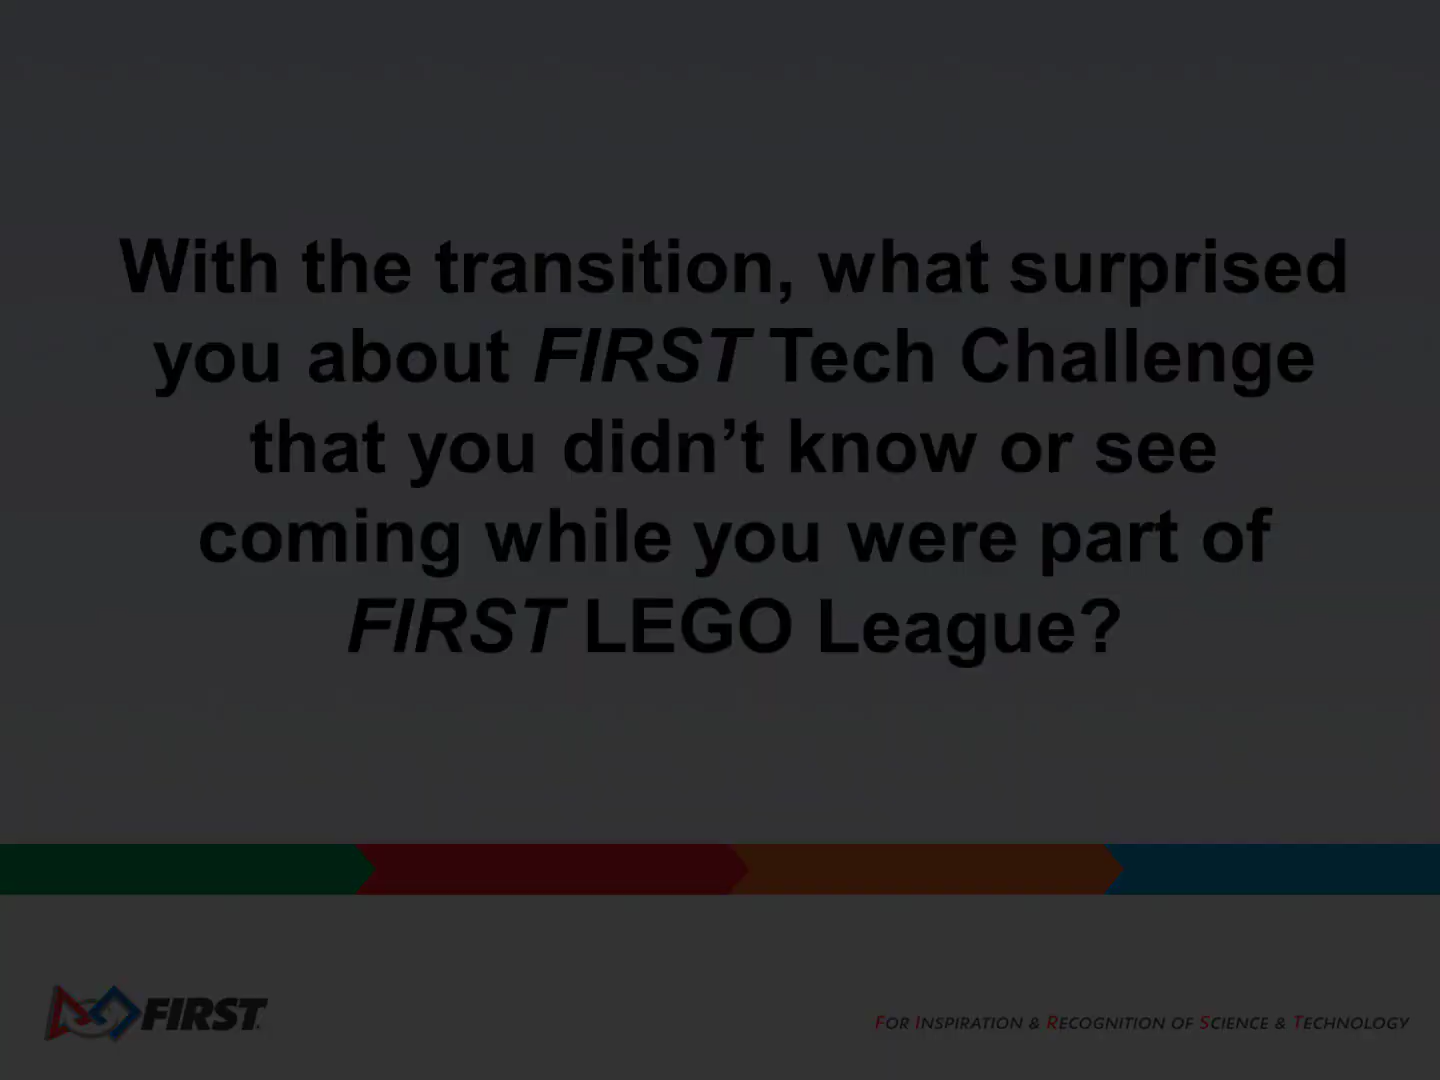 With the transition, what surprised
you about FIRST Tech Challenge
that you didn’t know or see
coming while you were part of
FIRST LEGO League?
FIRST
FOR INSPIRATION & RECOGNITION OF SCIENCE & TECHNOLOGY